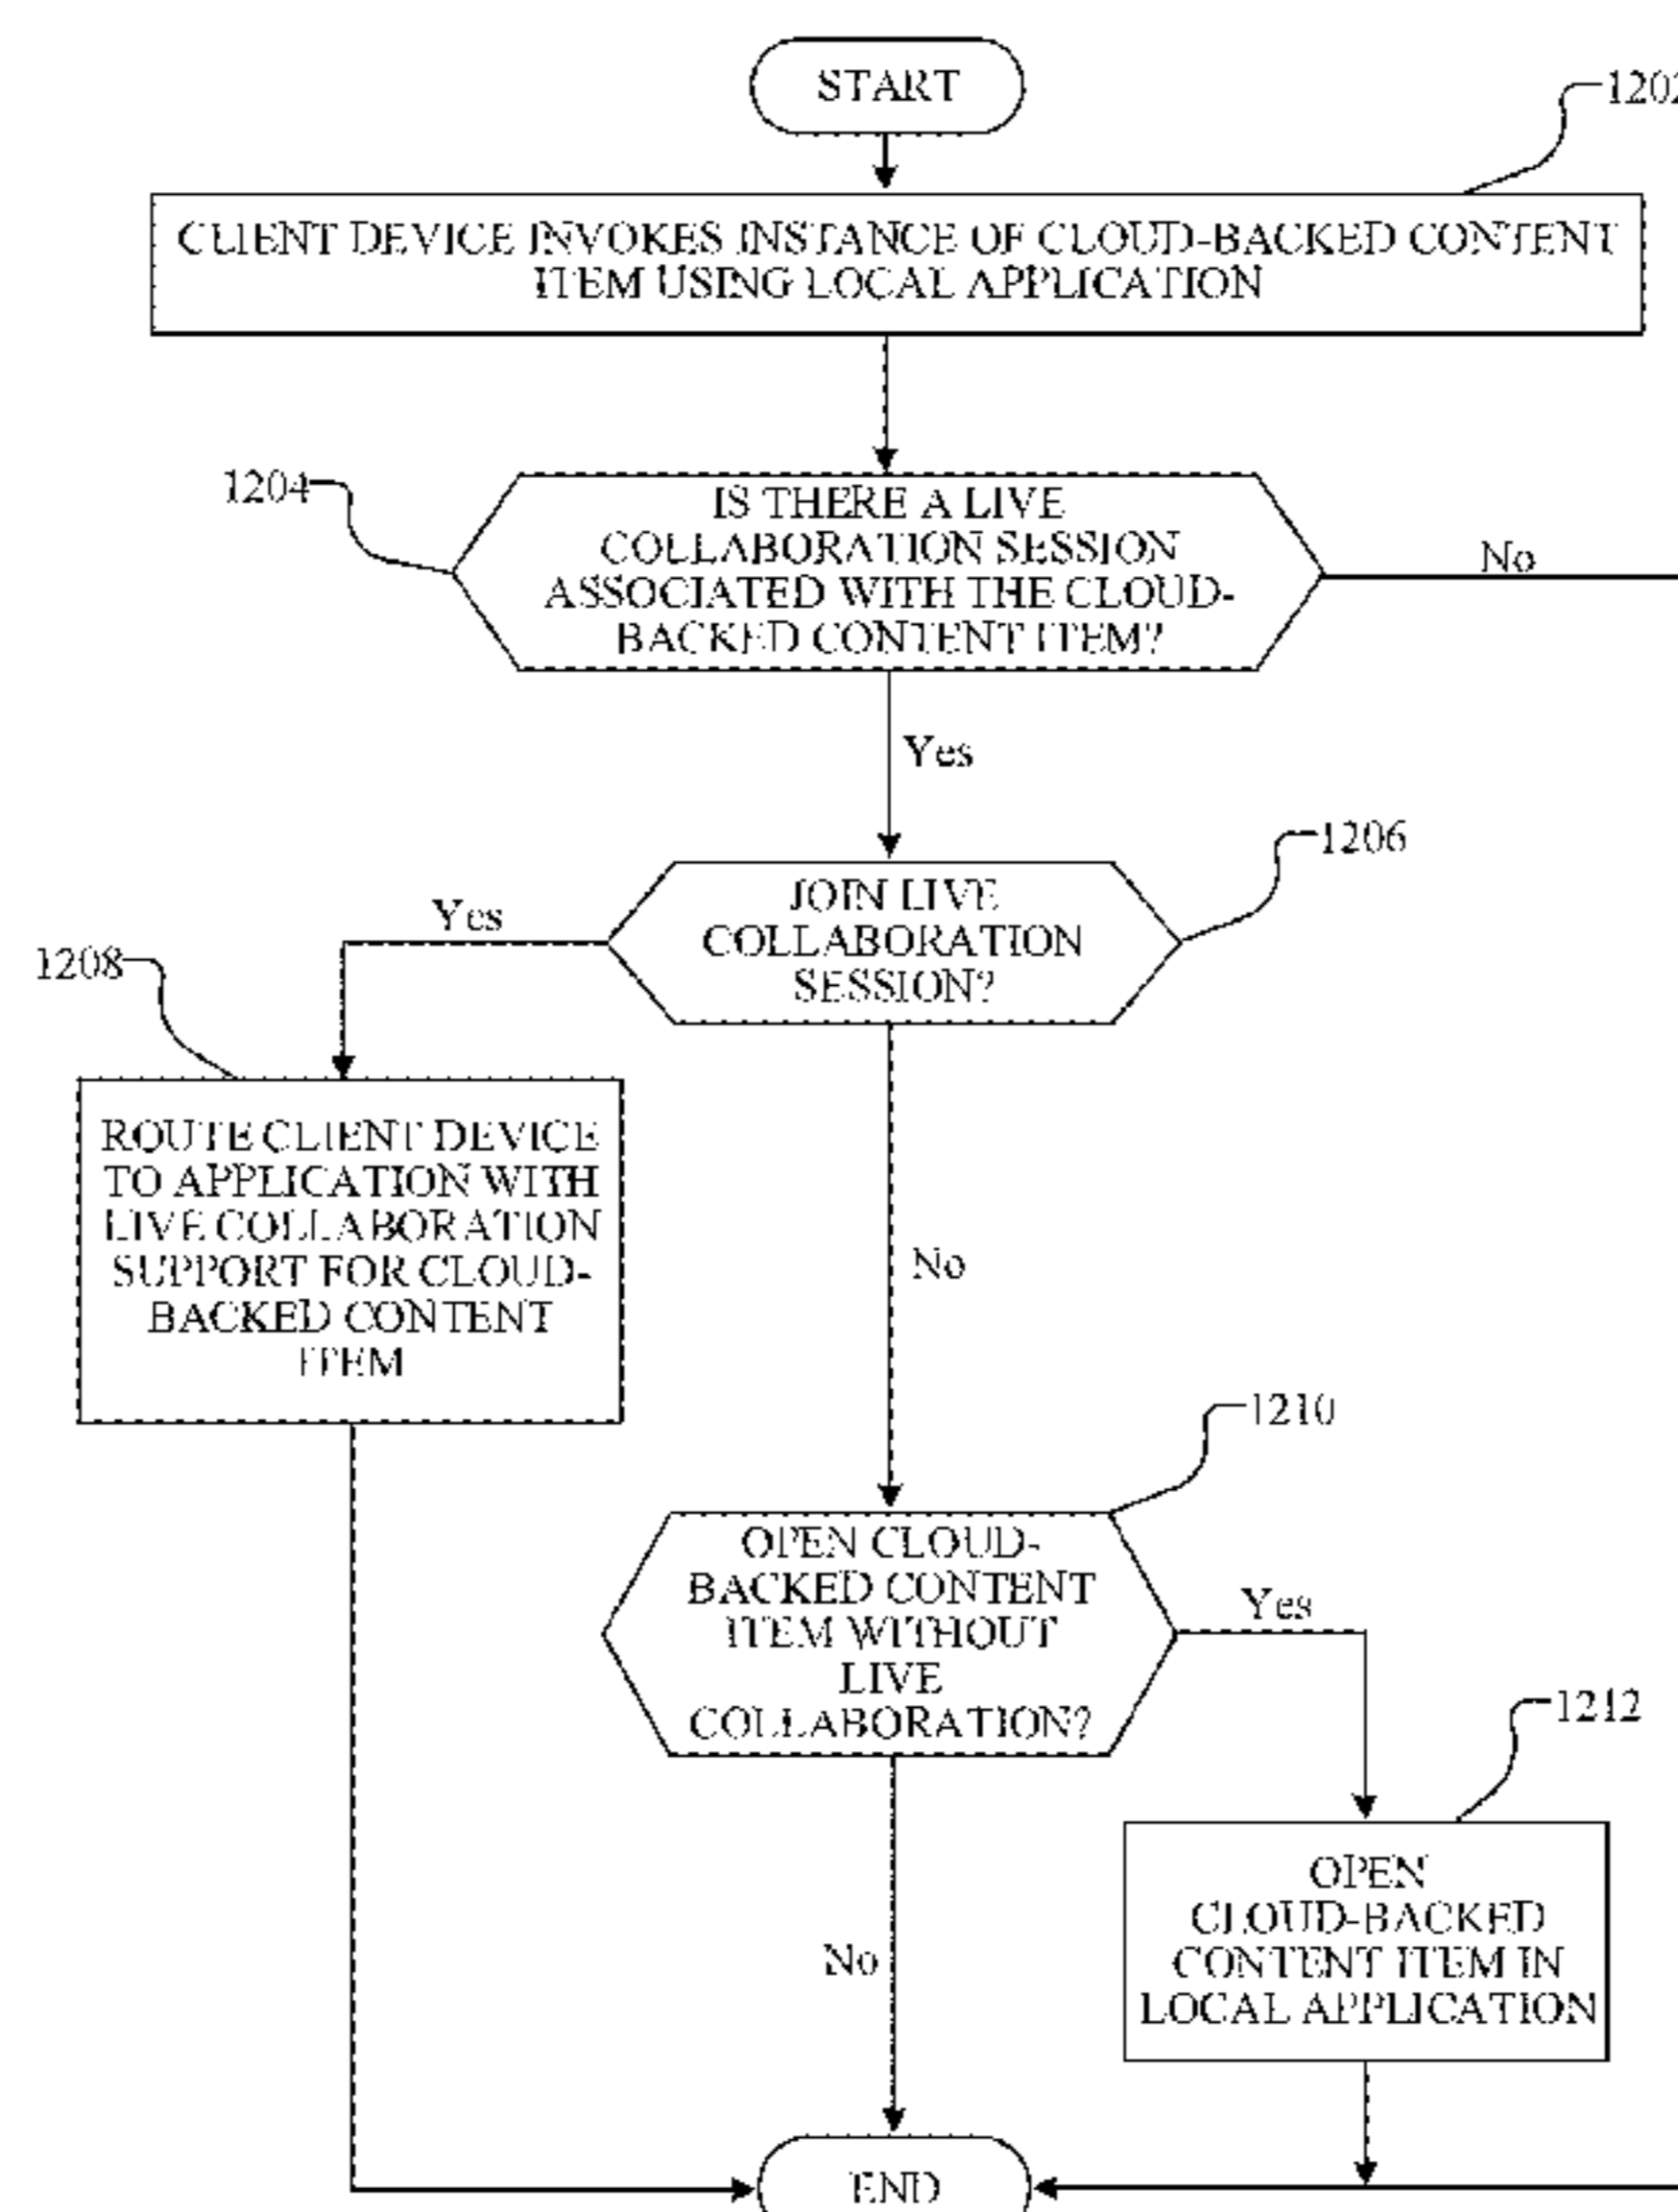 START
1202
CLIENT DEVICE INVOKES INSTANCE OF CLOUD-BACKED CONTENT
ITEM USING LOCAL APPLICATION
1204
IS THERE A LIVE
COLLABORATION SESSION
ASSOCIATED WITH THE CLOUD-
BACKED CONTENT ITEM?
No
Yes
1206
JOIN LIVE
COLLABORATION
SESSION?
Yes
1208
ROUTE CLIENT DEVICE
TO APPLICATION WITH
LIVE COLLABORATION
SUPPORT FOR CLOUD-
BACKED CONTENT
ITEM
No
1210
OPEN CLOUD-
BACKED CONTENT
ITEM WITHOUT
LIVE
COLLABORATION?
Yes
1212
OPEN
CLOUD-BACKED
CONTENT ITEM IN
LOCAL APPLICATION
No
END